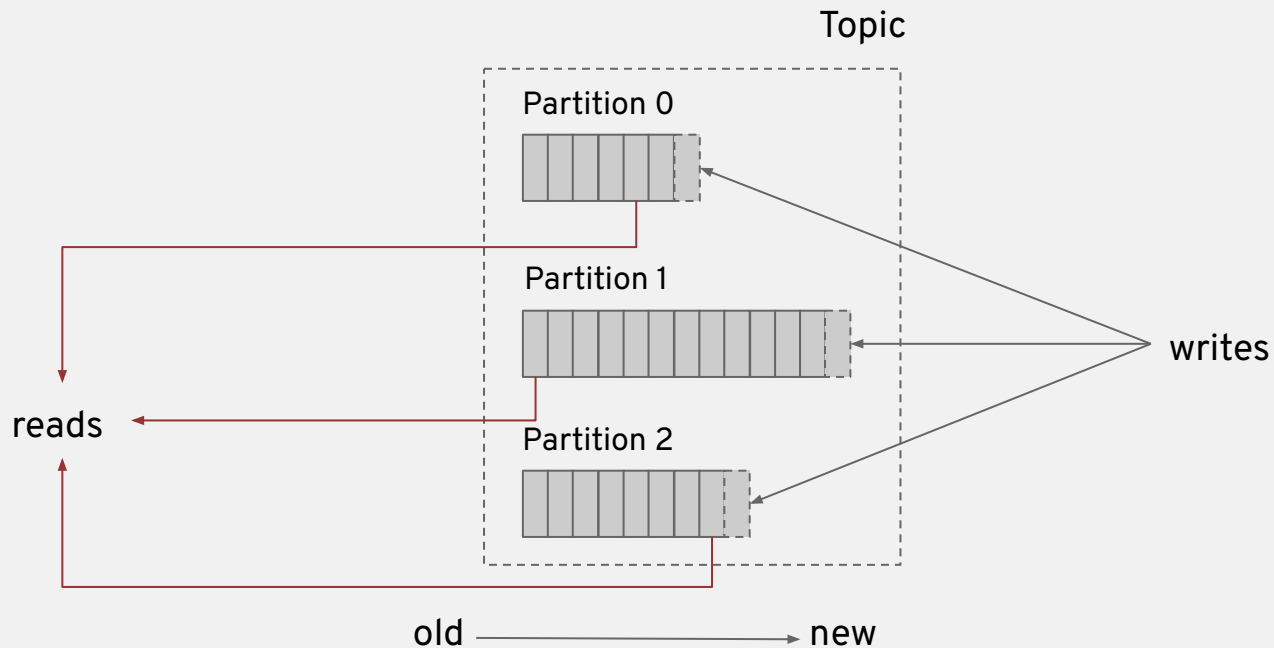 Topic
Partition 0
Partition 1
writes
reads
Partition 2
old
new